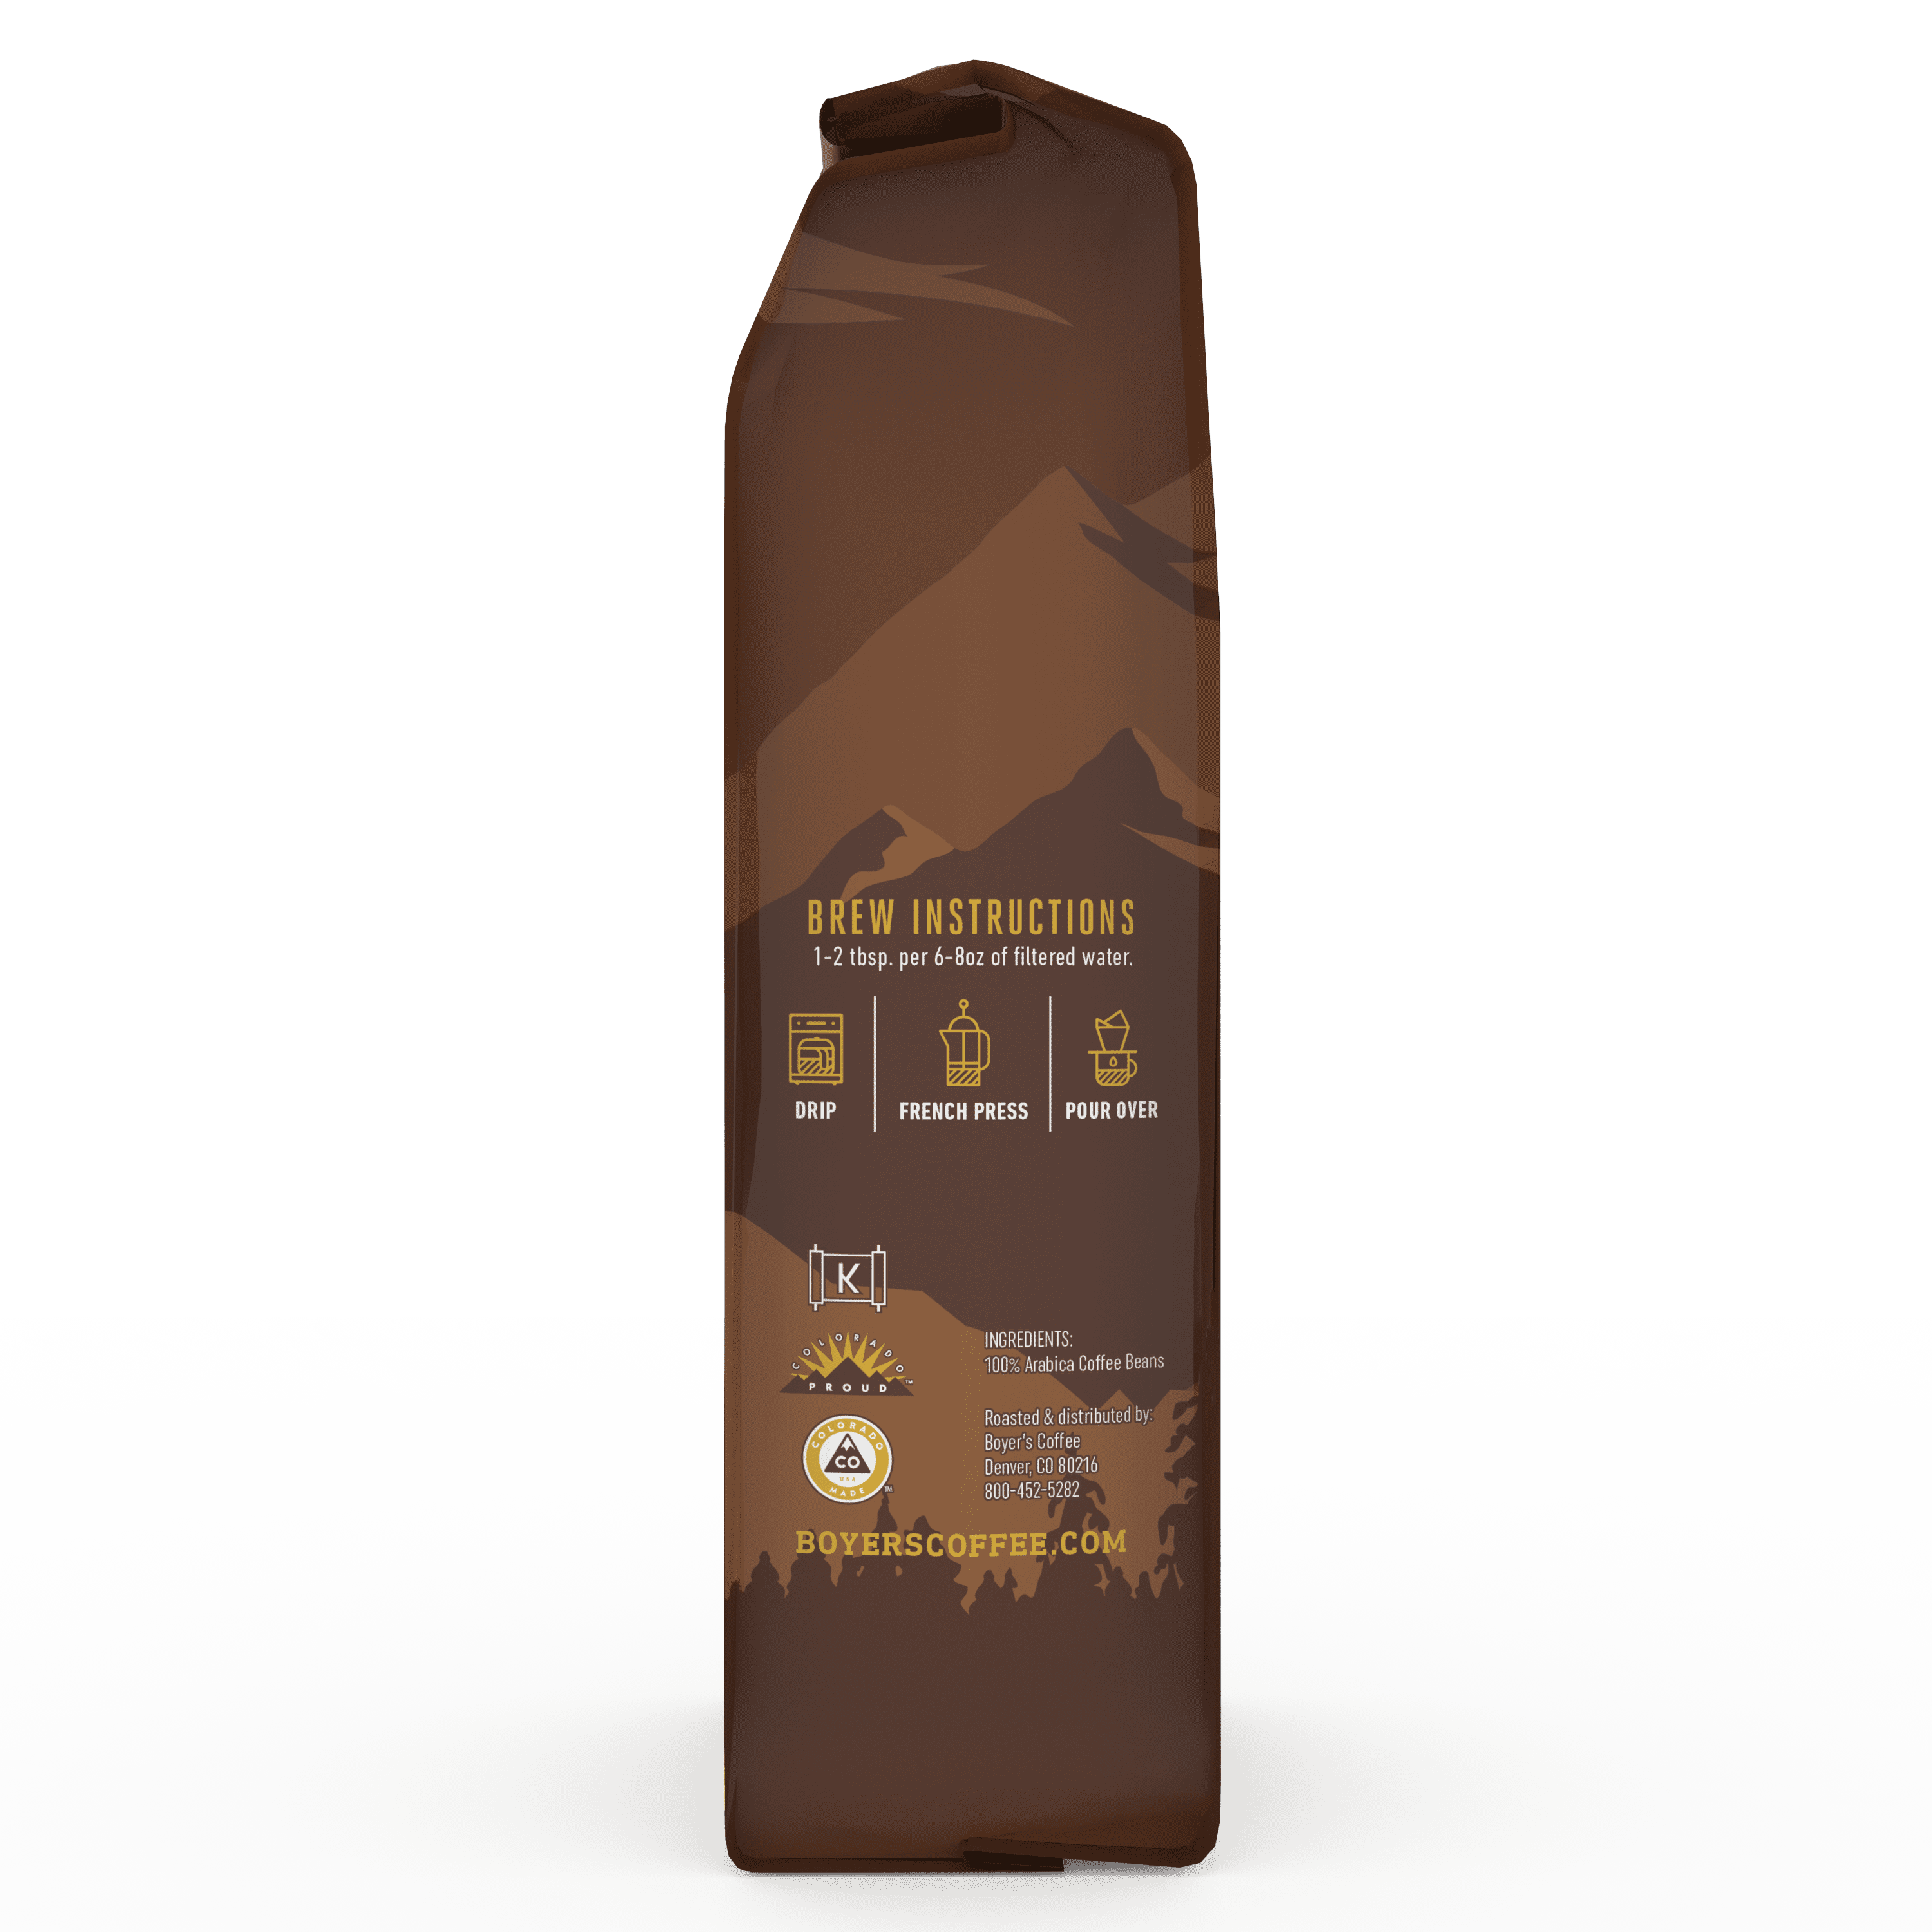 BREW INSTRUCTIONS
1-2 tbsp. per 6-8oz of filtered water.
DRIP
FRENCH PRESS
POUR OVER
K
COLORADO
PROUD™
COLORADO
CO
USA
MADE™
INGREDIENTS:
100% Arabica Coffee Beans
Roasted & distributed by:
Boyer's Coffee
Denver, CO 80216
800-452-5282
BOYERSCOFFEE.COM